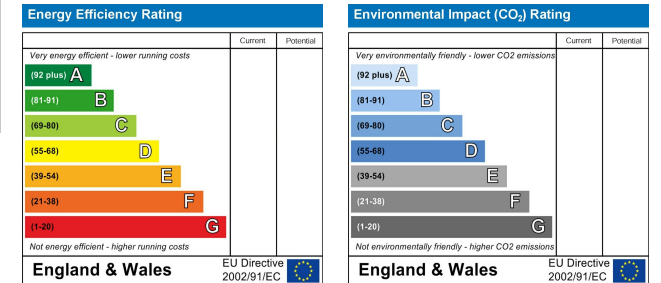 Energy Efficiency Rating
Current Potential
Very energy efficient - lower running costs
(92 plus) A
(81-91) B
(69-80) C
(55-68) D
(39-54) E
(21-38) F
(1-20) G
Not energy efficient - higher running costs
England & Wales
EU Directive
2002/91/EC
Environmental Impact (CO₂) Rating
Current Potential
Very environmentally friendly - lower CO2 emissions
(92 plus) A
(81-91) B
(69-80) C
(55-68) D
(39-54) E
(21-38) F
(1-20) G
Not environmentally friendly - higher CO2 emissions
England & Wales
EU Directive
2002/91/EC